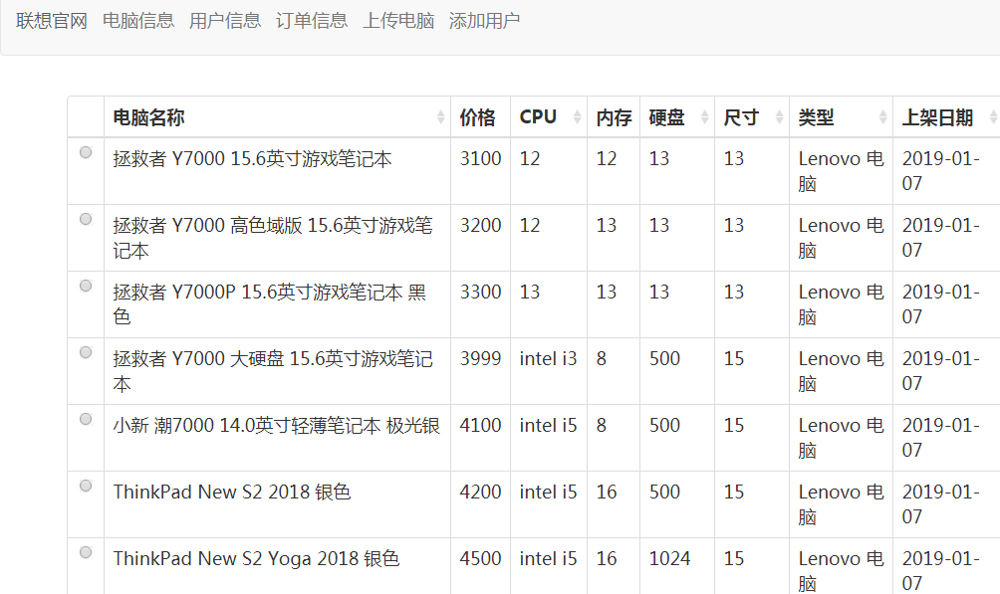 联想官网 电脑信息 用户信息 订单信息 上传电脑 添加用户
电脑名称 价格 CPU 内存 硬盘 尺寸 类型 上架日期
拯救者 Y7000 15.6英寸游戏笔记本 3100 12 12 13 13 Lenovo 电 2019-01-
脑 07
拯救者 Y7000 高色域版 15.6英寸游戏笔 3200 12 13 13 13 Lenovo 电 2019-01-
记本 脑 07
拯救者 Y7000P 15.6英寸游戏笔记本 黑 3300 13 13 13 13 Lenovo 电 2019-01-
色 脑 07
拯救者 Y7000 大硬盘 15.6英寸游戏笔记 3999 intel i3 8 500 15 Lenovo 电 2019-01-
本 脑 07
小新 潮7000 14.0英寸轻薄笔记本 极光银 4100 intel i5 8 500 15 Lenovo 电 2019-01-
脑 07
ThinkPad New S2 2018 银色 4200 intel i5 16 500 15 Lenovo 电 2019-01-
脑 07
ThinkPad New S2 Yoga 2018 银色 4500 intel i5 16 1024 15 Lenovo 电 2019-01-
脑 07